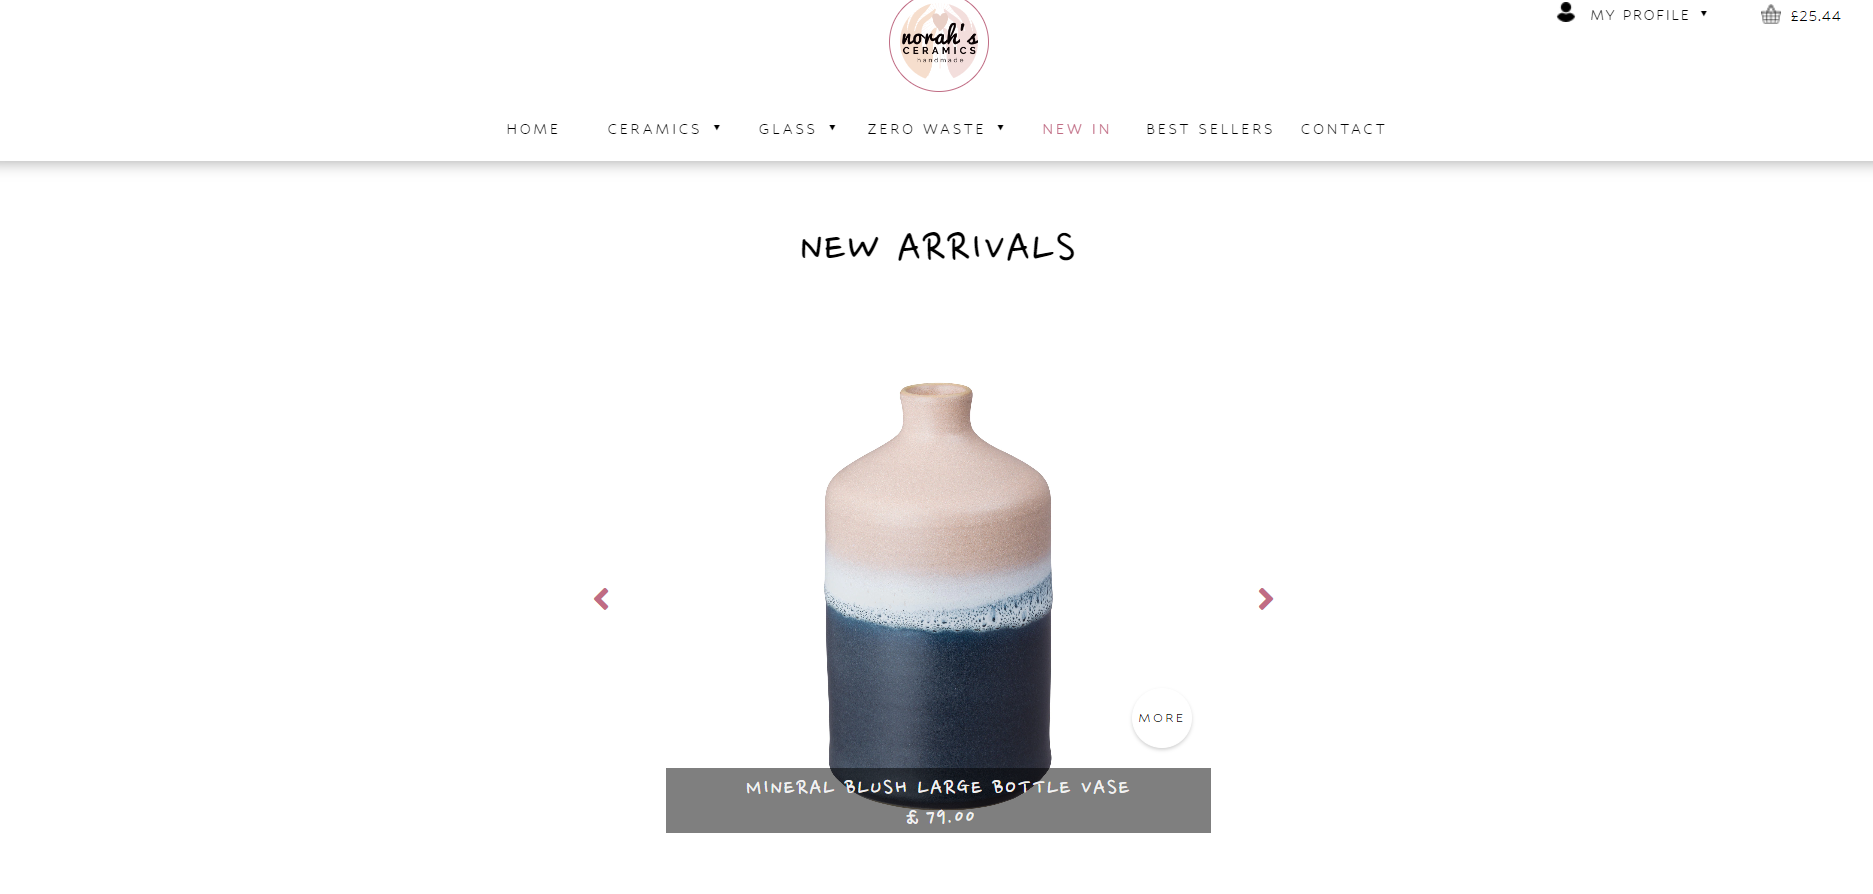 norah's
CERAMICS
handmade
MY PROFILE ▼
£25.44
HOME
CERAMICS ▼
GLASS ▼
ZERO WASTE ▼
NEW IN
BEST SELLERS
CONTACT
NEW ARRIVALS
MORE
MINERAL BLUSH LARGE BOTTLE VASE
£ 79.00